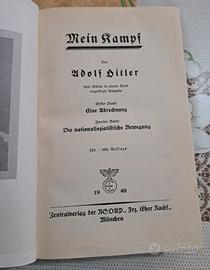 Mein Kampf
Von
Adolf Hitler
Zwei Bände in einem Band
Ungekürzte Ausgabe
Erster Band:
Eine Abrechnung
Zweiter Band:
Die nationalsozialistische Bewegung
Auflage
19 40
Zentralverlag der NSDAP., Frz. Eher Nachf.,
München
subito